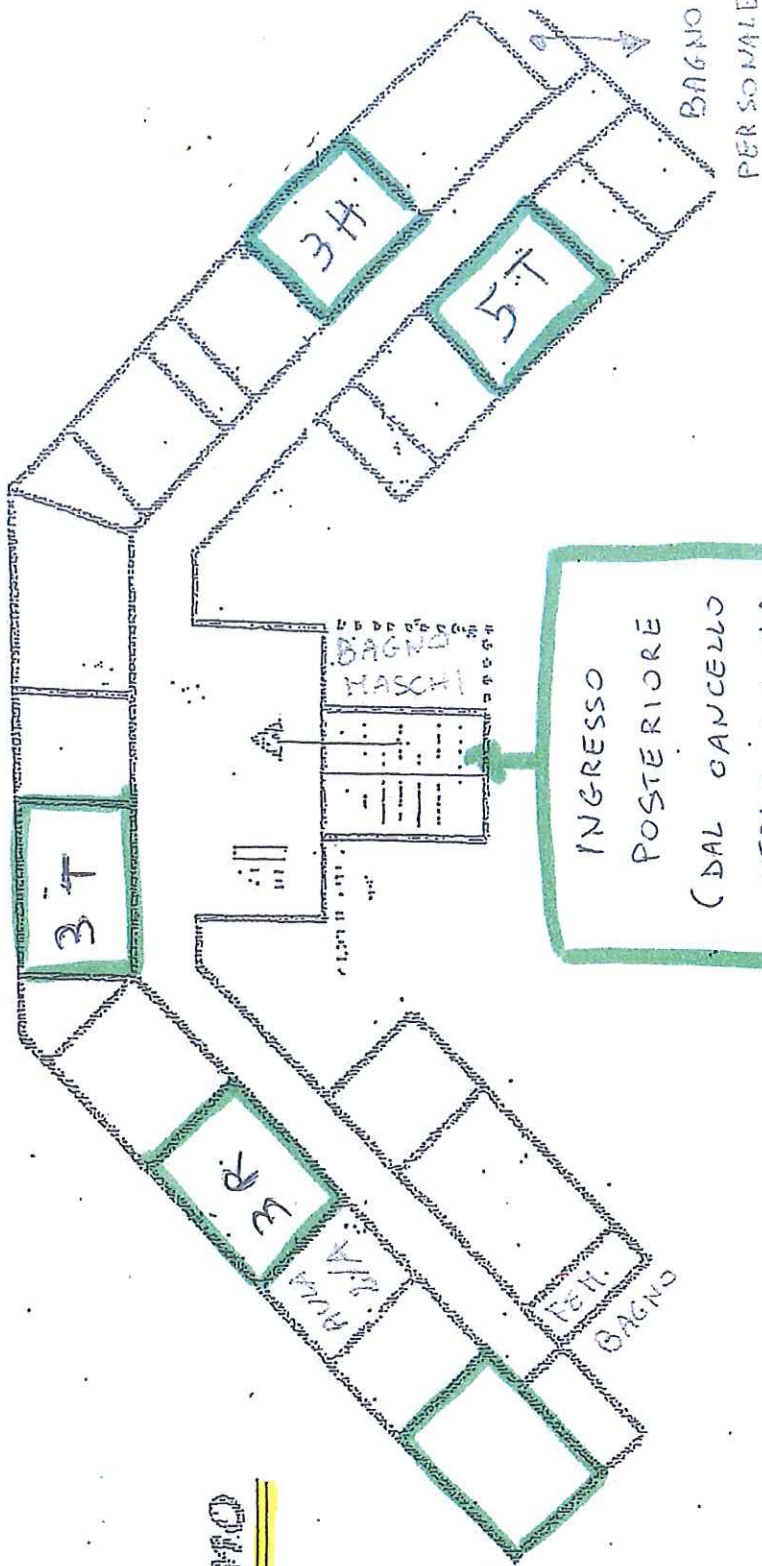 BAGNO
PERSONALE
3H
5T
3T
BAGNO
MASCHI
3R
AULA
FEM.
BAGNO
INGRESSO
POSTERIORE
(DAL CANCELLO